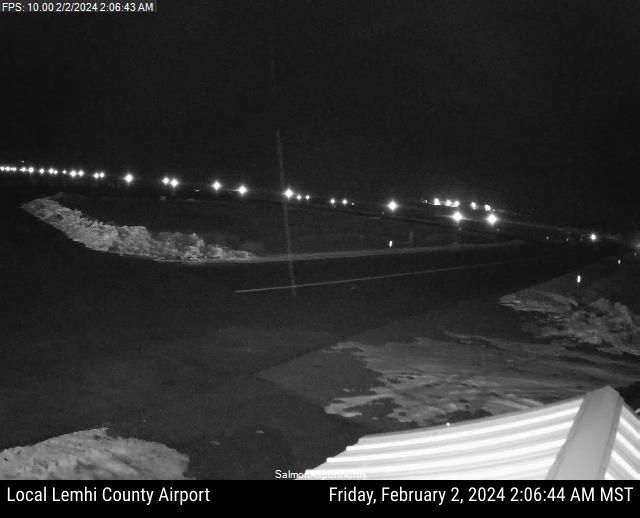 FPS: 10.00 2/2/2024 2:06:43 AM
Local Lemhi County Airport
Friday, February 2, 2024 2:06:44 AM MST